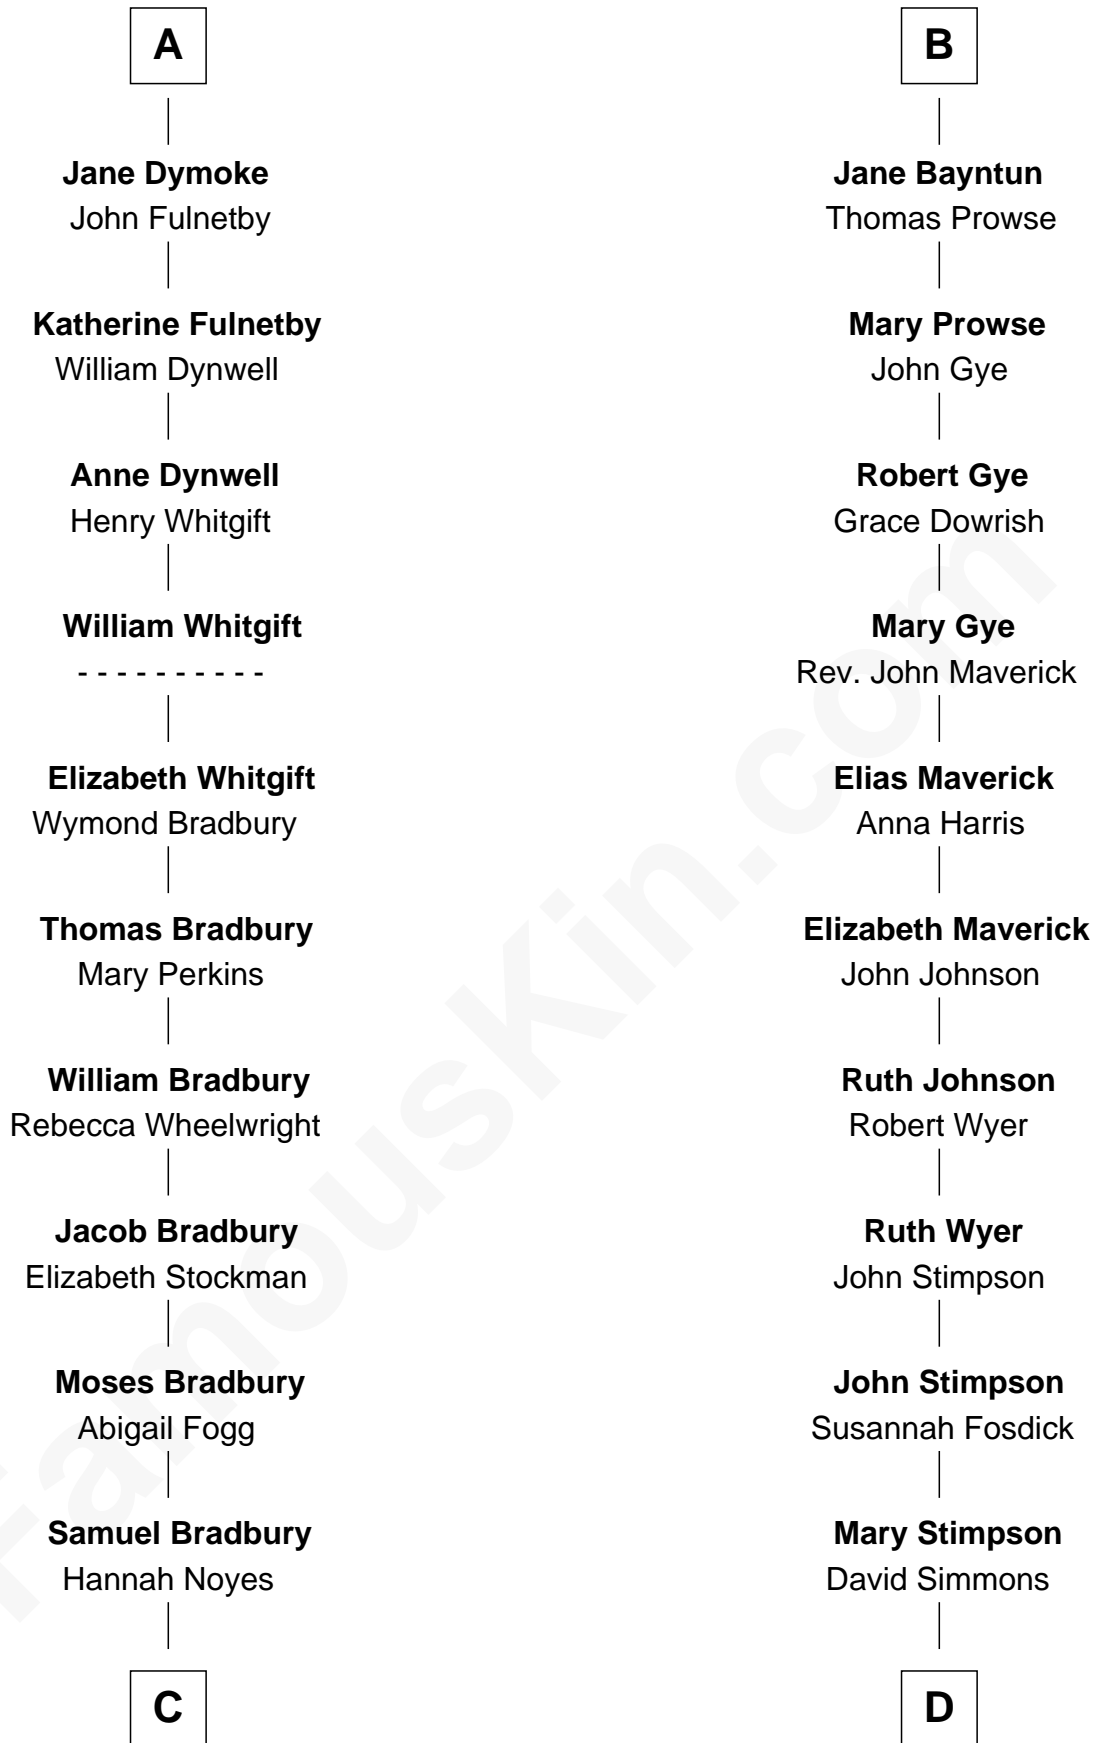 A
Jane Dymoke
John Fulnetby
Katherine Fulnetby
William Dynwell
Anne Dynwell
Henry Whitgift
William Whitgift
- - - - - - - - - -
Elizabeth Whitgift
Wymond Bradbury
Thomas Bradbury
Mary Perkins
William Bradbury
Rebecca Wheelwright
Jacob Bradbury
Elizabeth Stockman
Moses Bradbury
Abigail Fogg
Samuel Bradbury
Hannah Noyes
C
B
Jane Bayntun
Thomas Prowse
Mary Prowse
John Gye
Robert Gye
Grace Dowrish
Mary Gye
Rev. John Maverick
Elias Maverick
Anna Harris
Elizabeth Maverick
John Johnson
Ruth Johnson
Robert Wyer
Ruth Wyer
John Stimpson
John Stimpson
Susannah Fosdick
Mary Stimpson
David Simmons
D
FamousKin.com